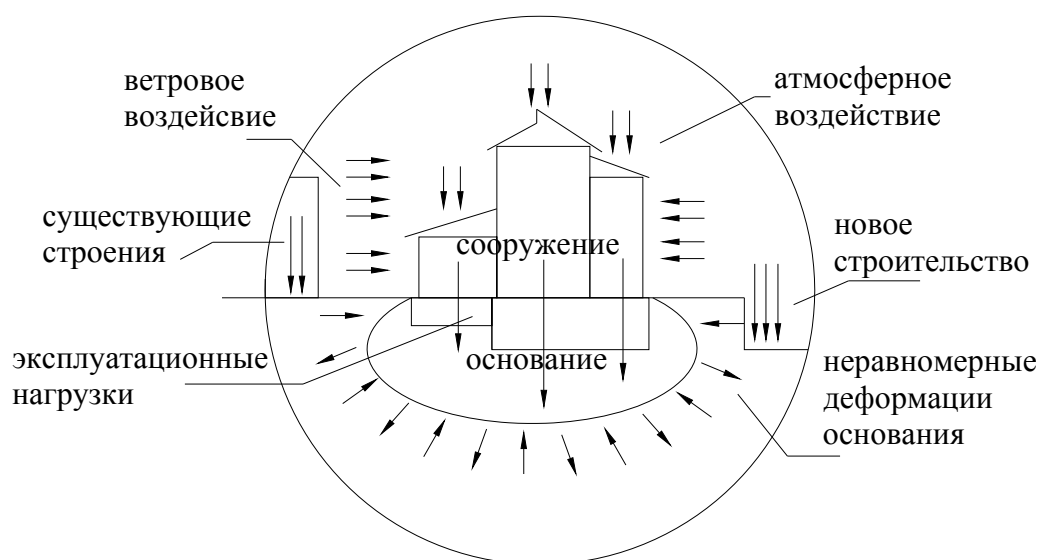 ветровое
воздейсвие
атмосферное
воздействие
существующие
строения
сооружение
новое
строительство
эксплуатационные
нагрузки
основание
неравномерные
деформации
основания